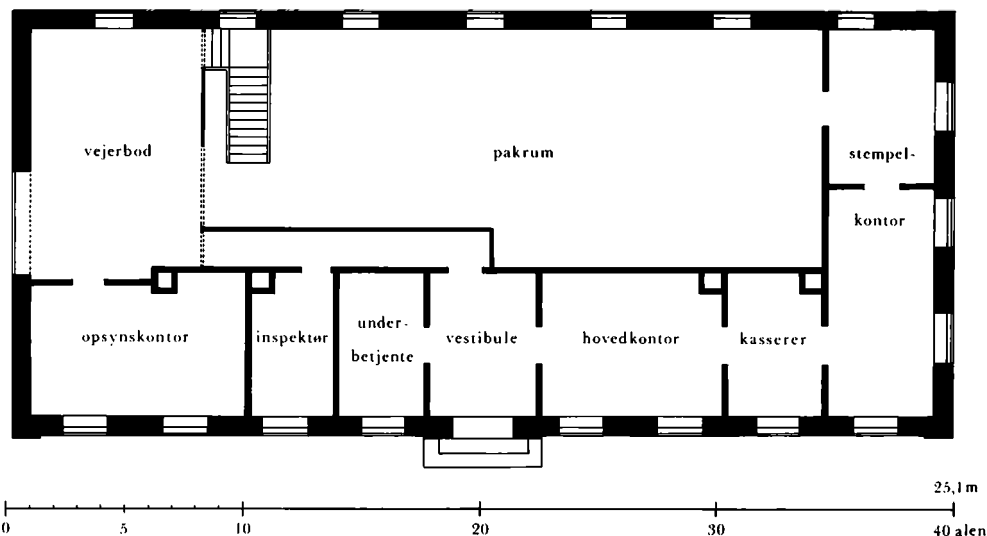 vejerbod
pakrum
stempel-
kontor
opsynskontor
inspektør
under-
betjente
vestibule
hovedkontor
kasserer
25,1m
0 5 10 20 30 40 alen